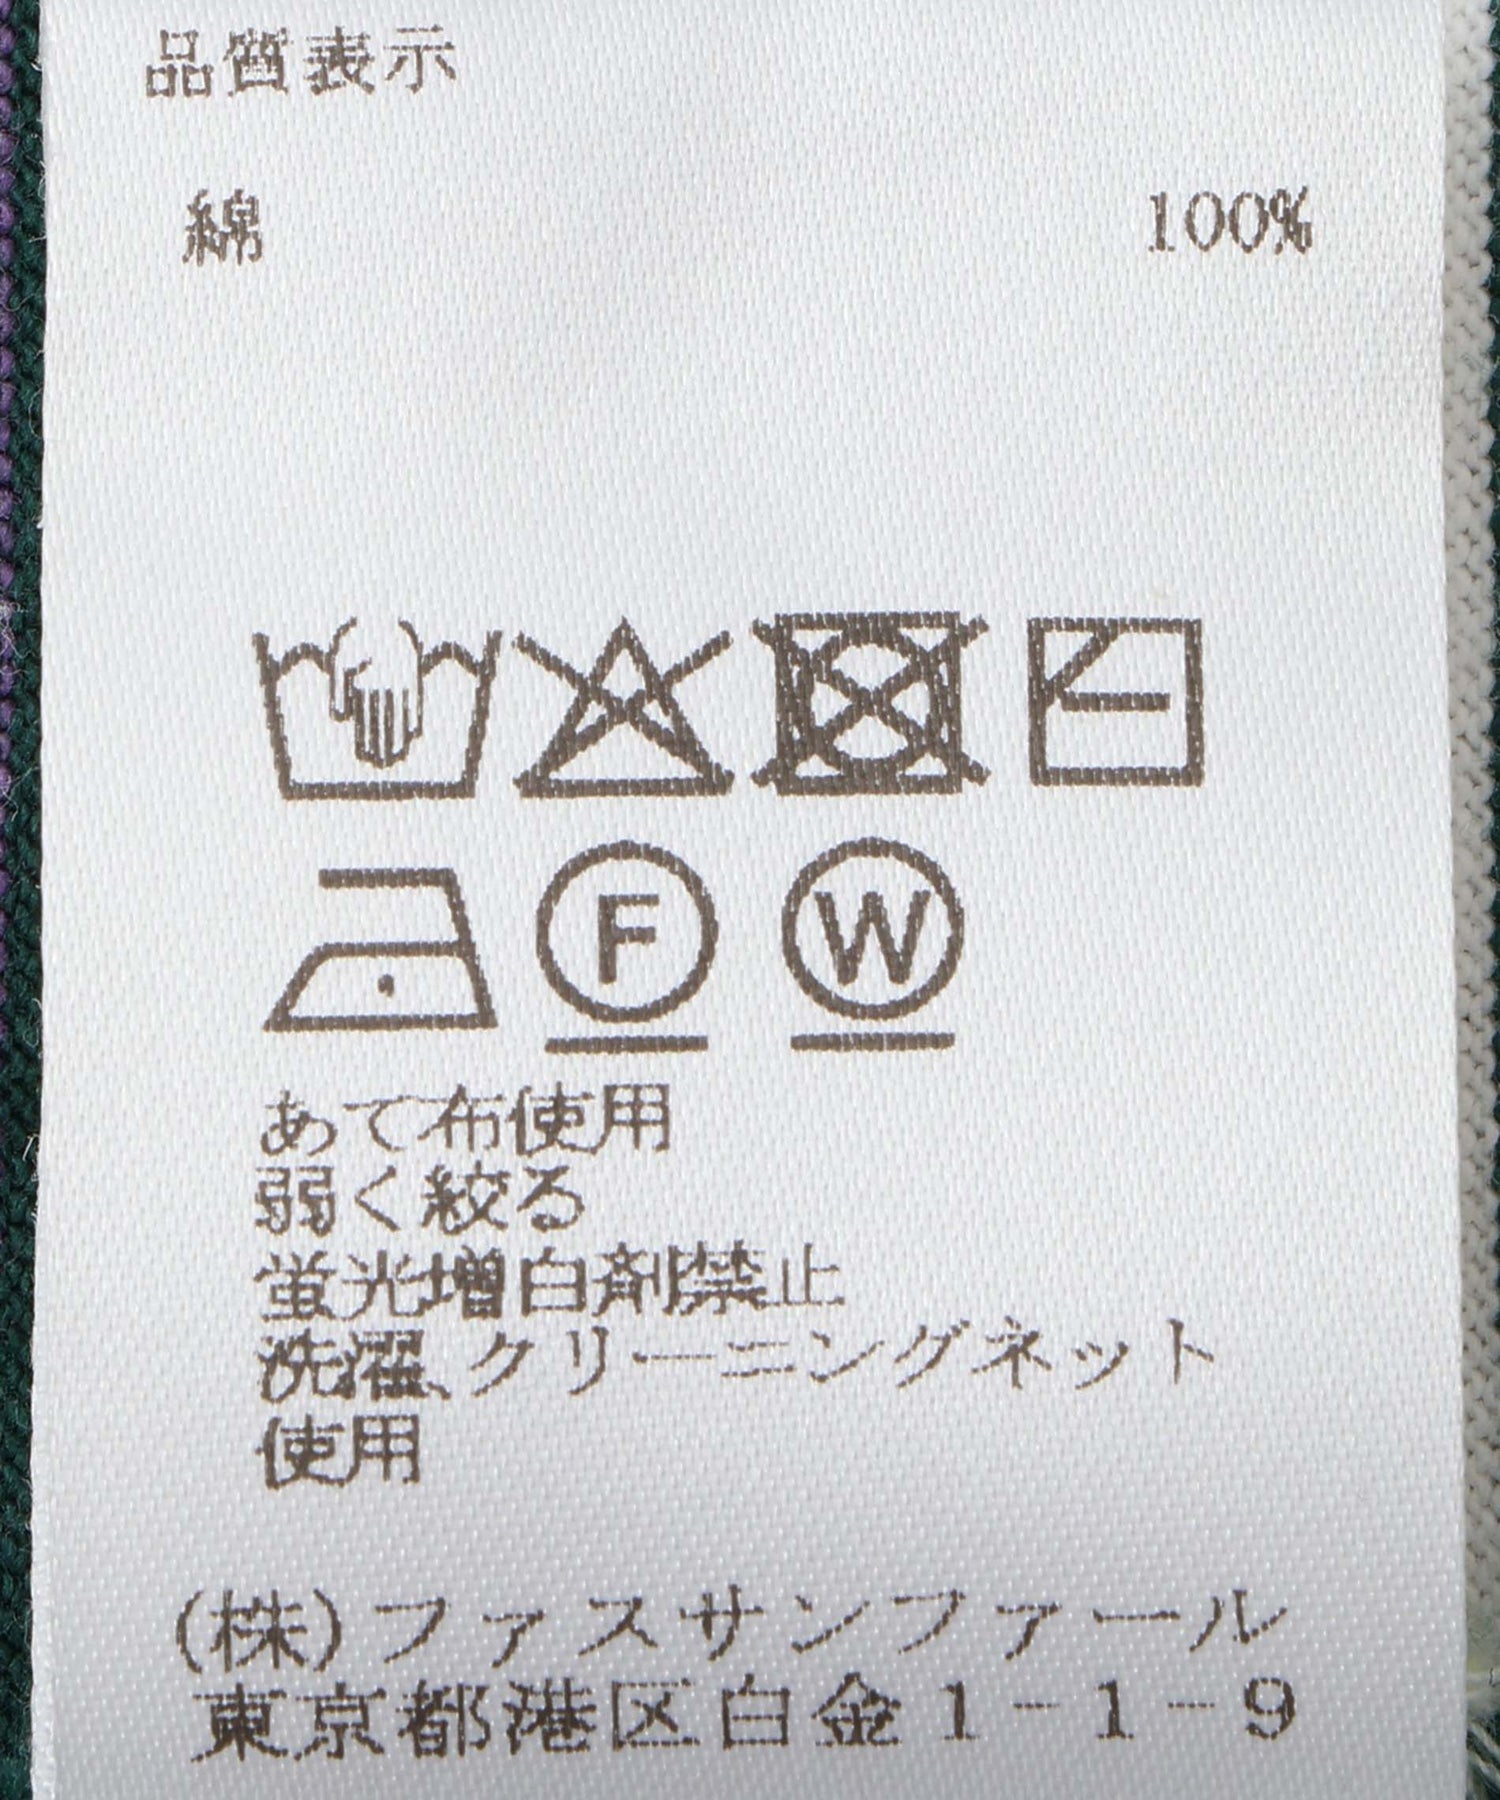 品質表示
綿 100%
F W
あて布使用
弱く絞る
蛍光増白剤禁止
洗濯、クリーニングネット
使用
(株)ファスサンファール
東京都港区白金1-1-9